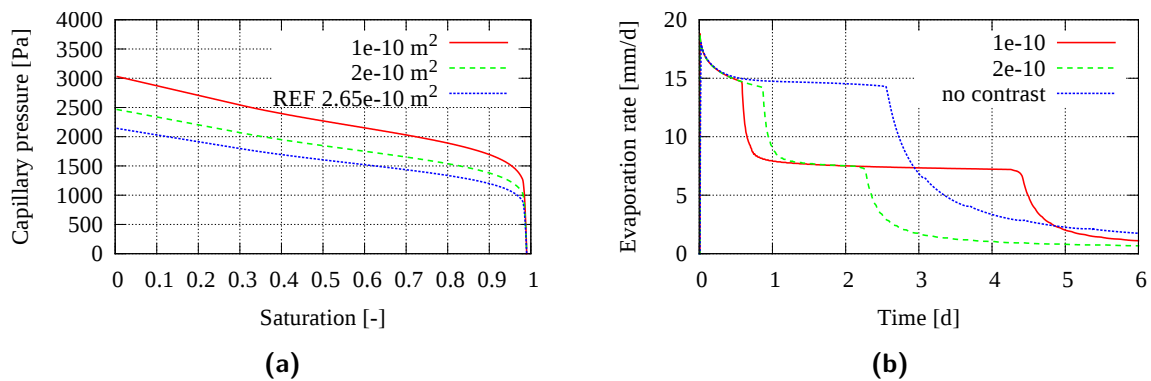 4000
3500
3000
2500
2000
1500
1000
500
0
Capillary pressure [Pa]
1e-10 m²
2e-10 m²
REF 2.65e-10 m²
0 0.1 0.2 0.3 0.4 0.5 0.6 0.7 0.8 0.9 1
Saturation [-]
(a)
20
15
10
5
0
Evaporation rate [mm/d]
1e-10
2e-10
no contrast
0 1 2 3 4 5 6
Time [d]
(b)